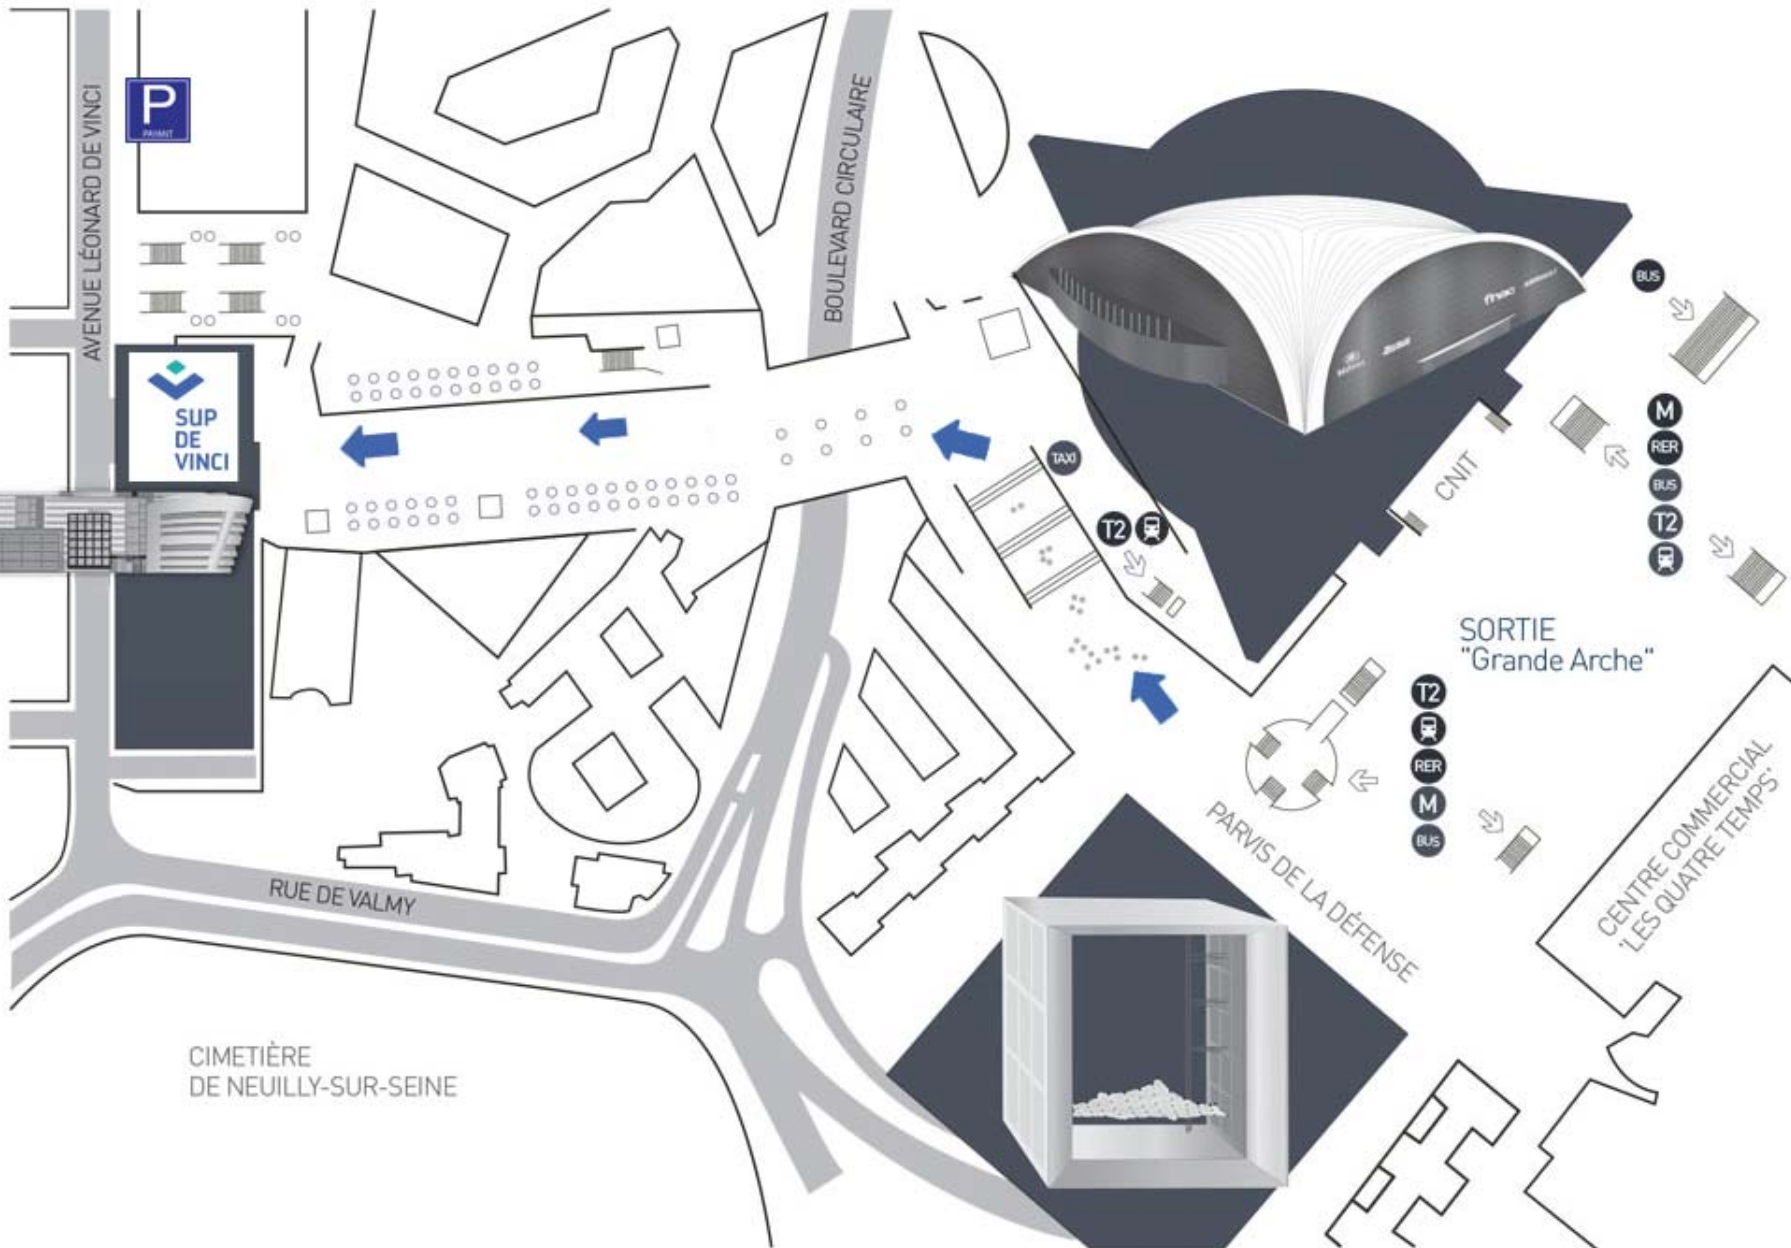 AVENUE LÉONARD DE VINCI
P
PAYANT
BOULEVARD CIRCULAIRE
SUP
DE
VINCI
TAXI
T2
fnac
CNIT
BUS
M
RER
BUS
T2
SORTIE
"Grande Arche"
T2
RER
M
BUS
PARVIS DE LA DÉFENSE
CENTRE COMMERCIAL
'LES QUATRE TEMPS'
RUE DE VALMY
CIMETIÈRE
DE NEUILLY-SUR-SEINE